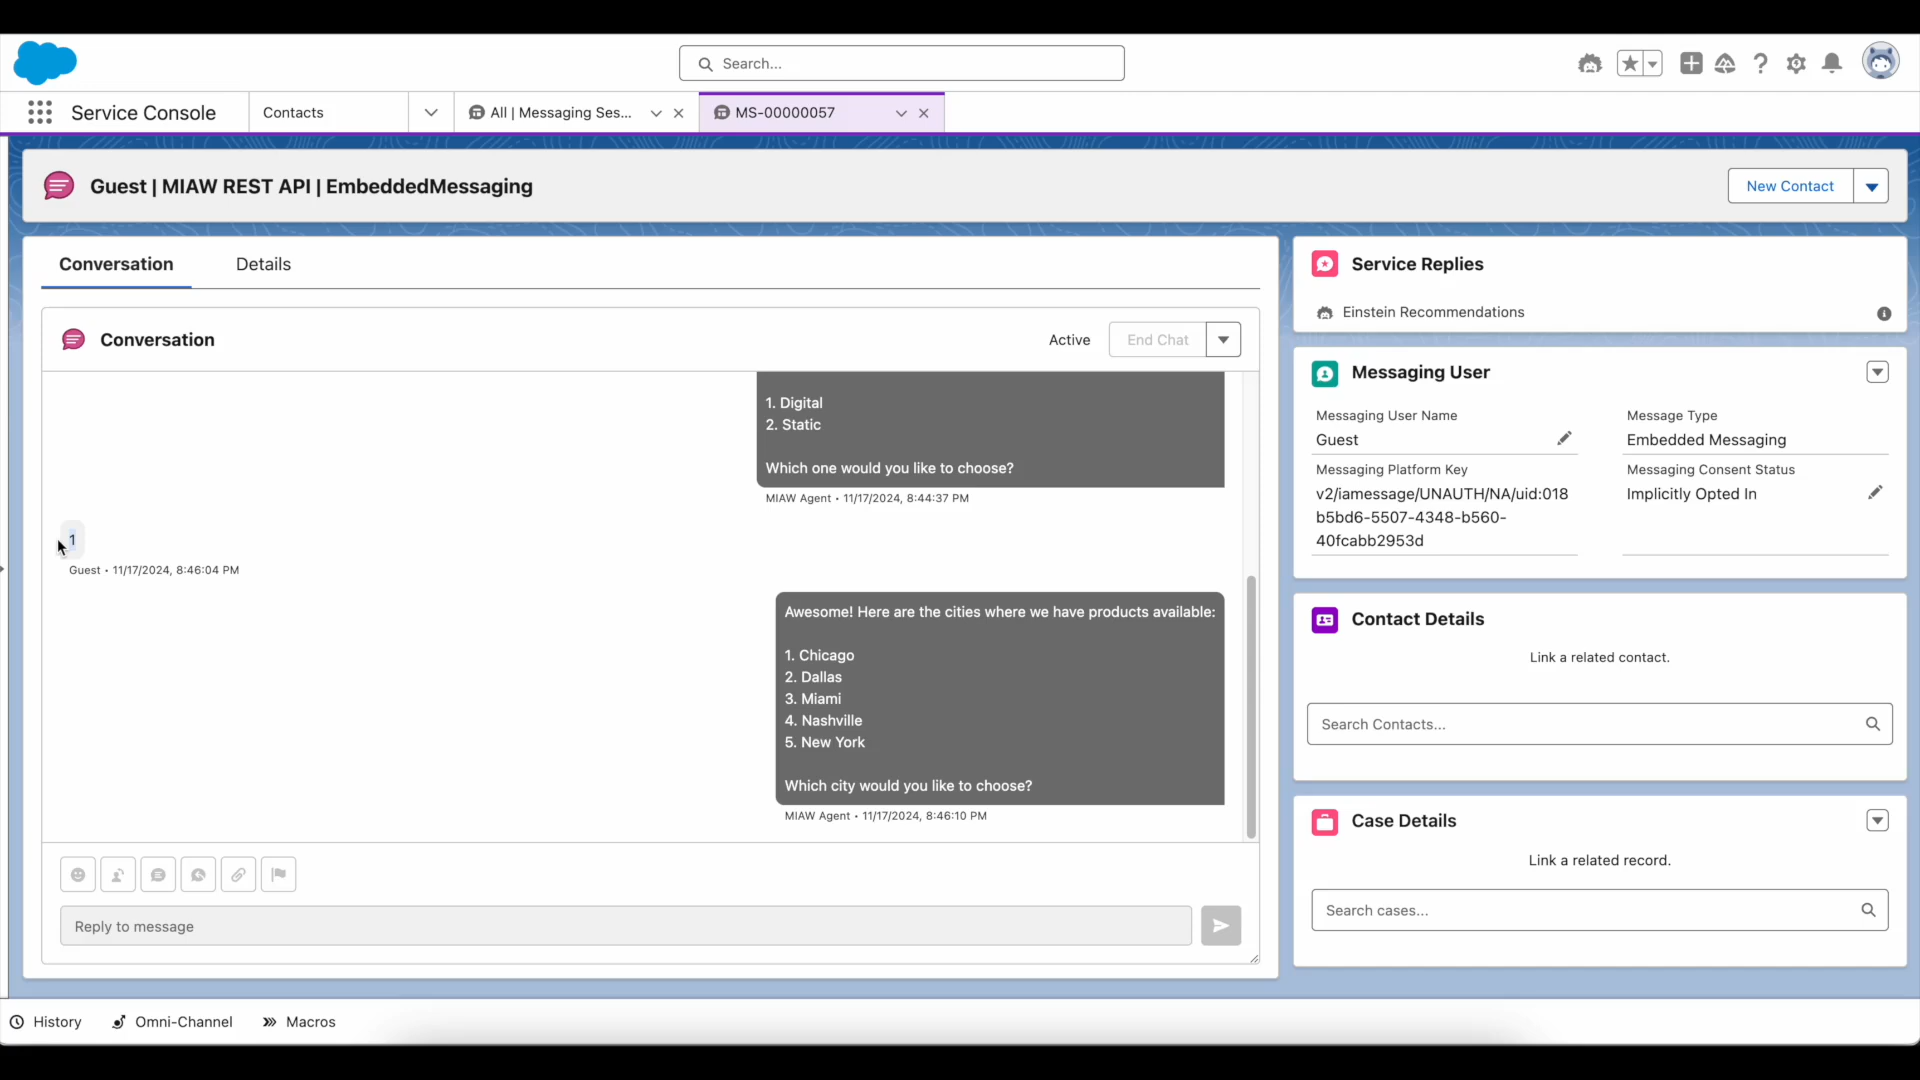 Search...
Service Console
Contacts
All | Messaging Ses...
MS-00000057
Guest | MIAW REST API | EmbeddedMessaging
New Contact
Conversation
Details
Conversation
Active
End Chat
1. Digital
2. Static
Which one would you like to choose?
MIAW Agent • 11/17/2024, 8:44:37 PM
1
Guest • 11/17/2024, 8:46:04 PM
Awesome! Here are the cities where we have products available:
1. Chicago
2. Dallas
3. Miami
4. Nashville
5. New York
Which city would you like to choose?
MIAW Agent • 11/17/2024, 8:46:10 PM
Reply to message
Service Replies
Einstein Recommendations
Messaging User
Messaging User Name
Guest
Message Type
Embedded Messaging
Messaging Platform Key
v2/iamessage/UNAUTH/NA/uid:018
b5bd6-5507-4348-b560-
40fcabb2953d
Messaging Consent Status
Implicitly Opted In
Contact Details
Link a related contact.
Search Contacts...
Case Details
Link a related record.
Search cases...
History
Omni-Channel
Macros